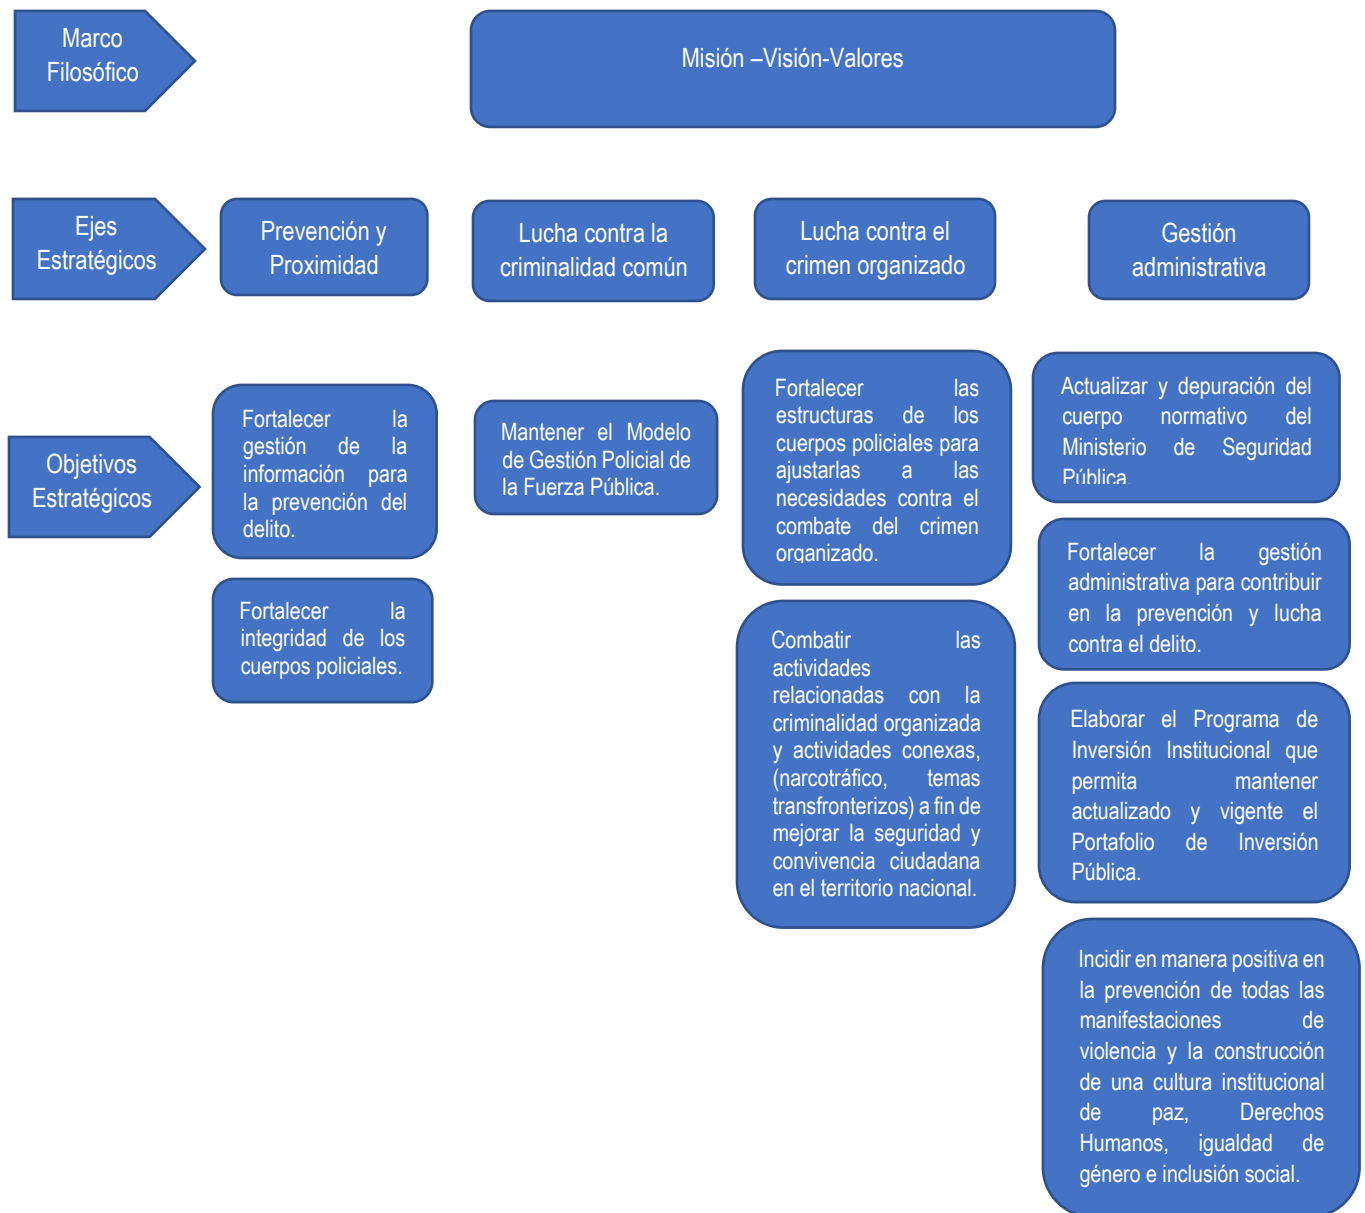 Marco
Filosófico
Misión –Visión-Valores
Ejes
Estratégicos
Prevención y
Proximidad
Lucha contra la
criminalidad común
Lucha contra el
crimen organizado
Gestión
administrativa
Objetivos
Estratégicos
Fortalecer la
gestión de la
información para
la prevención del
delito.
Fortalecer la
integridad de los
cuerpos policiales.
Mantener el Modelo
de Gestión Policial de
la Fuerza Pública.
Fortalecer las
estructuras de los
cuerpos policiales para
ajustarlas a las
necesidades contra el
combate del crimen
organizado.
Combatir las
actividades
relacionadas con la
criminalidad organizada
y actividades conexas,
(narcotráfico, temas
transfronterizos) a fin de
mejorar la seguridad y
convivencia ciudadana
en el territorio nacional.
Actualizar y depuración del
cuerpo normativo del
Ministerio de Seguridad
Pública.
Fortalecer la gestión
administrativa para contribuir
en la prevención y lucha
contra el delito.
Elaborar el Programa de
Inversión Institucional que
permita mantener
actualizado y vigente el
Portafolio de Inversión
Pública.
Incidir en manera positiva en
la prevención de todas las
manifestaciones de
violencia y la construcción
de una cultura institucional
de paz, Derechos
Humanos, igualdad de
género e inclusión social.